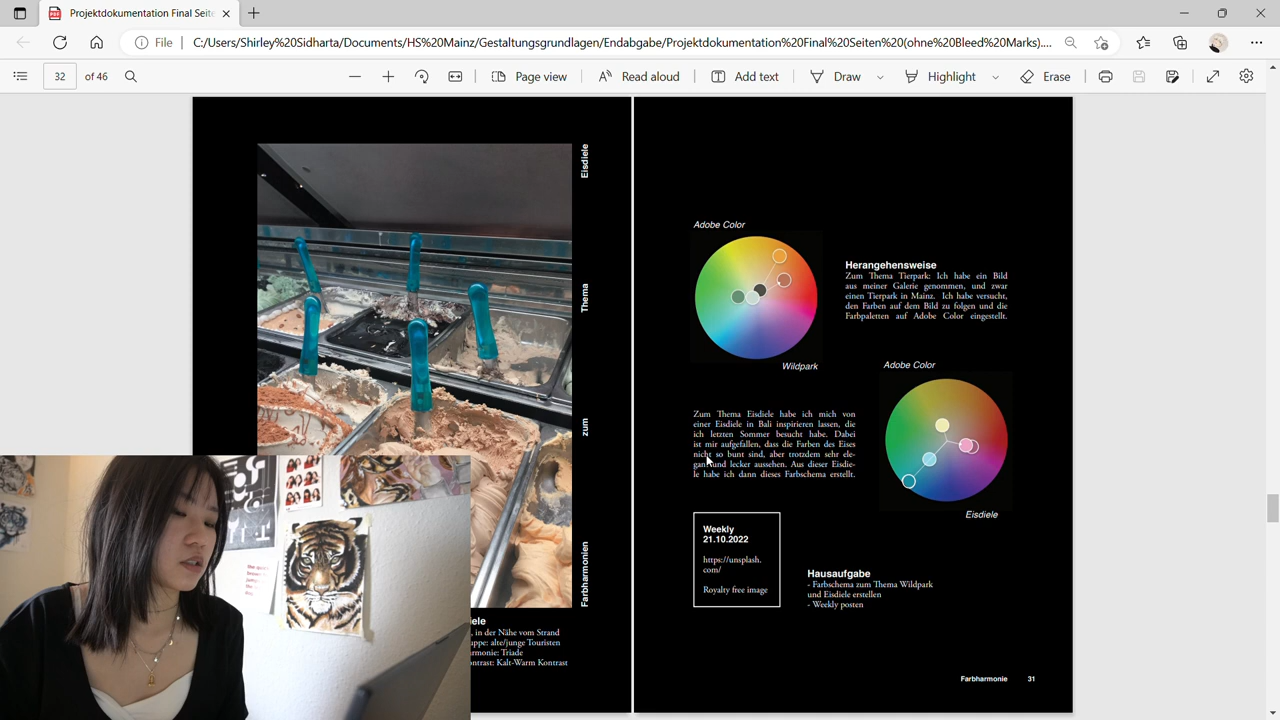 Projektdokumentation Final Seite
File
C:/Users/Shirley%20Sidharta/Documents/HS%20Mainz/Gestaltungsgrundlagen/Endabgabe/Projektdokumentation%20Final%20Seiten%20(ohne%20Bleed%20Marks)....
32 of 46
Page view
Read aloud
Add text
Draw
Highlight
Erase
Eisdiele
Thema
zum
Farbharmonien
iele
, in der Nähe vom Strand
uppe: alte/junge Touristen
rmonie: Triade
ontrast: Kalt-Warm Kontrast
Adobe Color
Wildpark
Herangehensweise
Zum Thema Tierpark: Ich habe ein Bild
aus meiner Galerie genommen, und zwar
einen Tierpark in Mainz. Ich habe versucht,
den Farben auf dem Bild zu folgen und die
Farbpaletten auf Adobe Color eingestellt.
Adobe Color
Eisdiele
Zum Thema Eisdiele habe ich mich von
einer Eisdiele in Bali inspirieren lassen, die
ich letzten Sommer besucht habe. Dabei
ist mir aufgefallen, dass die Farben des Eises
nicht so bunt sind, aber trotzdem sehr ele-
gant und lecker aussehen. Aus dieser Eisdie-
le habe ich dann dieses Farbschema erstellt.
Weekly
21.10.2022
https://unsplash.
com/
Royalty free image
Hausaufgabe
- Farbschema zum Thema Wildpark
und Eisdiele erstellen
- Weekly posten
Farbharmonie 31